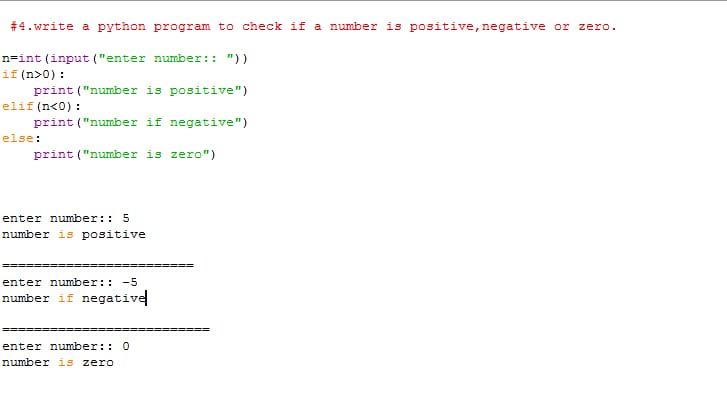 #4.write a python program to check if a number is positive,negative or zero.
n=int(input("enter number:: "))
if(n>0):
    print("number is positive")
elif(n<0):
    print("number if negative")
else:
    print("number is zero")
enter number:: 5
number is positive
========================
enter number:: -5
number if negative
==========================
enter number:: 0
number is zero